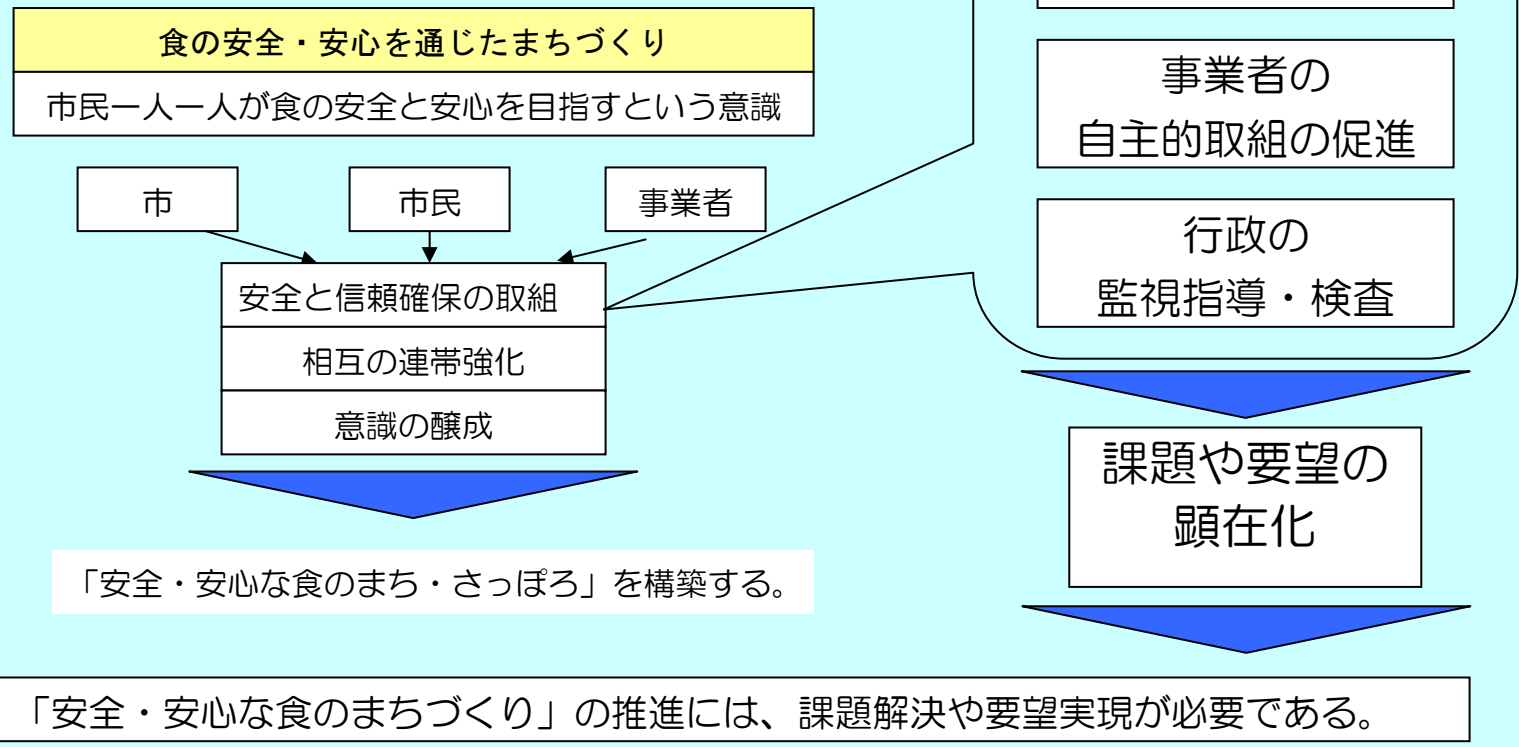 食の安全・安心を通じたまちづくり
市民一人一人が食の安全と安心を目指すという意識
市
市民
事業者
安全と信頼確保の取組
相互の連帯強化
意識の醸成
「安全・安心な食のまち・さっぽろ」を構築する。
事業者の
自主的取組の促進
行政の
監視指導・検査
課題や要望の
顕在化
「安全・安心な食のまちづくり」の推進には、課題解決や要望実現が必要である。